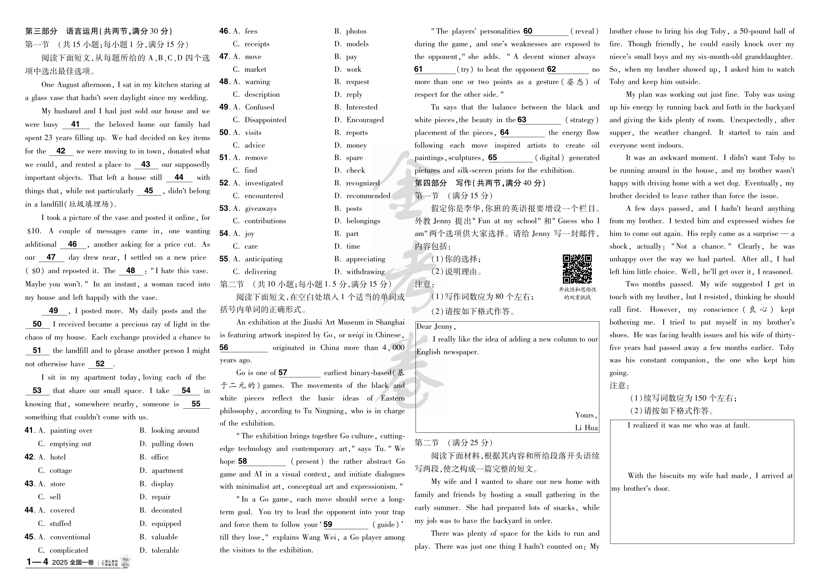 第三部分　语言运用(共两节,满分30分)
第一节　(共15小题;每小题1分,满分15分)
阅读下面短文,从每题所给的A、B、C、D四个选
项中选出最佳选项。
One August afternoon, I sat in my kitchen staring at
a glass vase that hadn't seen daylight since my wedding.
My husband and I had just sold our house and we
were busy 41 the beloved home our family had
spent 23 years filling up. We had decided on key items
for the 42 we were moving to in town, donated what
we could, and rented a place to 43 our supposedly
important objects. That left a house still 44 with
things that, while not particularly 45 , didn't belong
in a landfill(垃圾填埋场).
I took a picture of the vase and posted it online, for
$10. A couple of messages came in, one wanting
additional 46 , another asking for a price cut. As
our 47 day drew near, I settled on a new price
($0) and reposted it. The 48 : "I hate this vase.
Maybe you won't." In an instant, a woman raced into
my house and left happily with the vase.
49 , I posted more. My daily posts and the
50 I received became a precious ray of light in the
chaos of my house. Each exchange provided a chance to
51 the landfill and to please another person I might
not otherwise have 52 .
I sit in my apartment today, loving each of the
53 that share our small space. I take 54 in
knowing that, somewhere nearby, someone is 55
something that couldn't come with us.
41. A. painting over B. looking around
C. emptying out D. pulling down
42. A. hotel B. office
C. cottage D. apartment
43. A. store B. display
C. sell D. repair
44. A. covered B. decorated
C. stuffed D. equipped
45. A. conventional B. valuable
C. complicated D. tolerable
1—4 2025全国一卷
46. A. fees B. photos
C. receipts D. models
47. A. move B. pay
C. market D. work
48. A. warning B. request
C. description D. reply
49. A. Confused B. Interested
C. Disappointed D. Encouraged
50. A. visits B. reports
C. advice D. money
51. A. remove B. spare
C. find D. check
52. A. investigated B. recognized
C. encountered D. recommended
53. A. giveaways B. posts
C. contributions D. belongings
54. A. joy B. part
C. care D. time
55. A. anticipating B. appreciating
C. delivering D. withdrawing
第二节　(共10小题;每小题1.5分,满分15分)
阅读下面短文,在空白处填入1个适当的单词或
括号内单词的正确形式。
An exhibition at the Jiushi Art Museum in Shanghai
is featuring artwork inspired by Go, or weiqi in Chinese,
56 originated in China more than 4,000
years ago.
Go is one of 57 earliest binary-based(基
于二元的) games. The movements of the black and
white pieces reflect the basic ideas of Eastern
philosophy, according to Tu Ningning, who is in charge
of the exhibition.
"The exhibition brings together Go culture, cutting-
edge technology and contemporary art," says Tu. "We
hope 58 (present) the rather abstract Go
game and AI in a visual context, and initiate dialogues
with minimalist art, conceptual art and expressionism."
"In a Go game, each move should serve a long-
term goal. You try to lead the opponent into your trap
and force them to follow your '59 (guide)'
till they lose," explains Wang Wei, a Go player among
the visitors to the exhibition.
"The players' personalities 60 (reveal)
during the game, and one's weaknesses are exposed to
the opponent," she adds. "A decent winner always
61 (try) to beat the opponent 62 no
more than one or two points as a gesture(姿态) of
respect for the other side."
Tu says that the balance between the black and
white pieces,the beauty in the 63 (strategy)
placement of the pieces, 64 the energy flow
following each move inspired artists to create oil
paintings,sculptures, 65 (digital) generated
pictures and silk-screen prints for the exhibition.
第四部分　写作(共两节,满分40分)
第一节　(满分15分)
假定你是李华,你班的英语报要增设一个栏目。
外教Jenny提出"Fun at my school"和"Guess who I
am"两个选项供大家选择。请给Jenny写一封邮件,
内容包括:
(1)你的选择;
(2)说明理由。
注意:
(1)写作词数应为80个左右;
(2)请按如下格式作答。
Dear Jenny,
I really like the idea of adding a new column to our
English newspaper.
Yours,
Li Hua
第二节　(满分25分)
阅读下面材料,根据其内容和所给段落开头语续
写两段,使之构成一篇完整的短文。
My wife and I wanted to share our new home with
family and friends by hosting a small gathering in the
early summer. She had prepared lots of snacks, while
my job was to have the backyard in order.
There was plenty of space for the kids to run and
play. There was just one thing I hadn't counted on: My
brother chose to bring his dog Toby, a 50-pound ball of
fire. Though friendly, he could easily knock over my
niece's small boys and my six-month-old granddaughter.
So, when my brother showed up, I asked him to watch
Toby and keep him outside.
My plan was working out just fine. Toby was using
up his energy by running back and forth in the backyard
and giving the kids plenty of room. Unexpectedly, after
supper, the weather changed. It started to rain and
everyone went indoors.
It was an awkward moment. I didn't want Toby to
be running around in the house, and my brother wasn't
happy with driving home with a wet dog. Eventually, my
brother decided to leave rather than force the issue.
A few days passed, and I hadn't heard anything
from my brother. I texted him and expressed wishes for
him to come out again. His reply came as a surprise—a
shock, actually: "Not a chance." Clearly, he was
unhappy over the way we had parted. After all, I had
left him little choice. Well, he'll get over it, I reasoned.
Two months passed. My wife suggested I get in
touch with my brother, but I resisted, thinking he should
call first. However, my conscience(良心) kept
bothering me. I tried to put myself in my brother's
shoes. He was facing health issues and his wife of thirty-
five years had passed away a few months earlier. Toby
was his constant companion, the one who kept him
going.
注意:
(1)续写词数应为150个左右;
(2)请按如下格式作答。
I realized it was me who was at fault.
With the biscuits my wife had made, I arrived at
my brother's door.